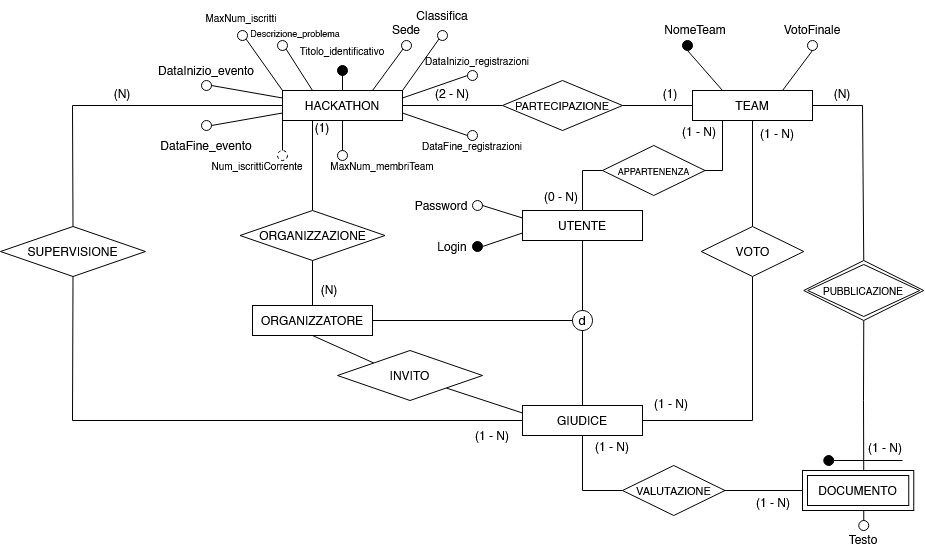 Classifica
MaxNum_iscritti
Descrizione_problema
Sede
NomeTeam
VotoFinale
Titolo_identificativo
DataInizio_evento
DataInizio_registrazioni
(N)
(2 - N)
(1)
(N)
HACKATHON
PARTECIPAZIONE
TEAM
(1)
(1 - N)
(1 - N)
DataFine_evento
DataFine_registrazioni
Num_iscrittiCorrente
MaxNum_membriTeam
APPARTENENZA
(0 - N)
Password
UTENTE
ORGANIZZAZIONE
Login
SUPERVISIONE
VOTO
(N)
PUBBLICAZIONE
ORGANIZZATORE
d
INVITO
(1 - N)
GIUDICE
(1 - N)
(1 - N)
(1 - N)
VALUTAZIONE
DOCUMENTO
(1 - N)
Testo